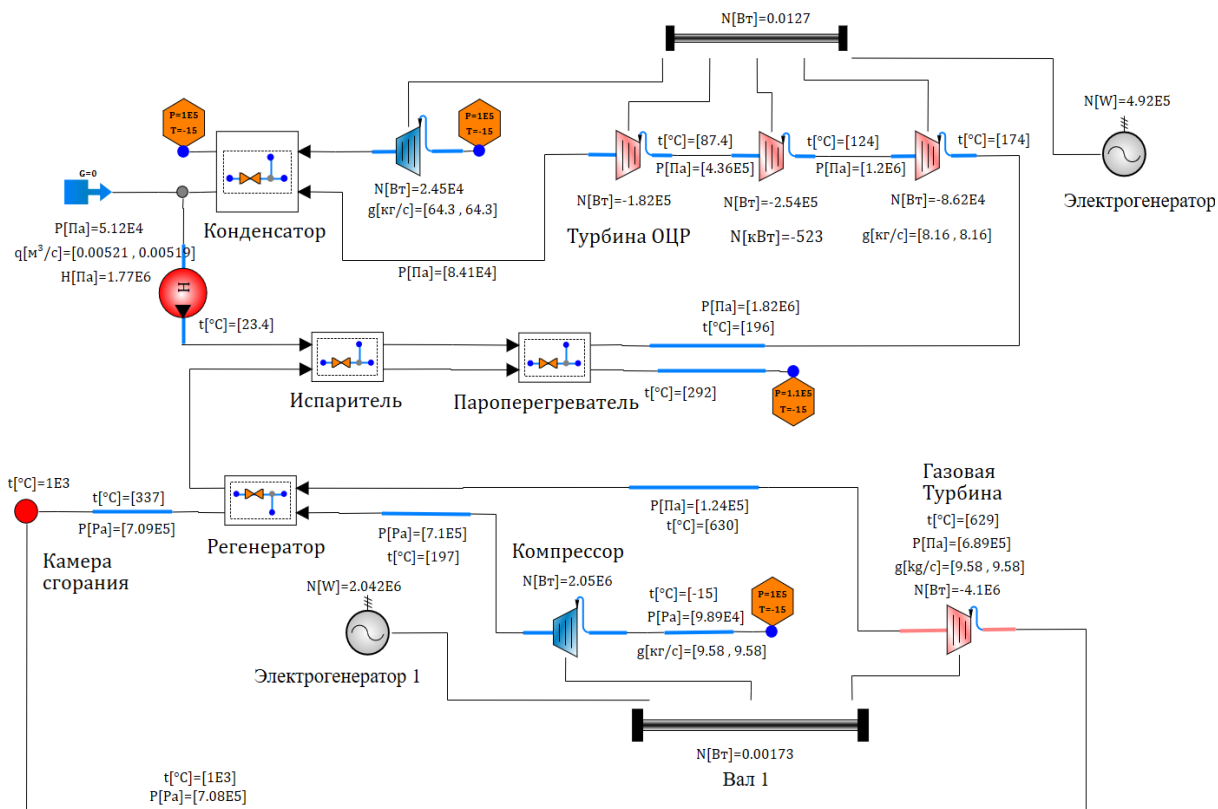 N[Вт]=0.0127
N[W]=4.92E5
Электрогенератор
P=1E5
T=-15
P=1E5
T=-15
t[°C]=[87.4]
P[Па]=[4.36E5]
t[°C]=[124]
P[Па]=[1.2E6]
t[°C]=[174]
G=0
N[Вт]=2.45E4
g[кг/с]=[64.3 , 64.3]
N[Вт]=-1.82E5
N[Вт]=-2.54E5
N[Вт]=-8.62E4
Конденсатор
Турбина ОЦР
N[кВт]=-523
g[кг/с]=[8.16 , 8.16]
P[Па]=5.12E4
q[м³/с]=[0.00521 , 0.00519]
H[Па]=1.77E6
P[Па]=[8.41E4]
H
t[°C]=[23.4]
P[Па]=[1.82E6]
t[°C]=[196]
Испаритель
Пароперегреватель
t[°C]=[292]
P=1.1E5
T=-15
t[°C]=1E3
t[°C]=[337]
P[Pa]=[7.09E5]
Камера
сгорания
Регенератор
P[Pa]=[7.1E5]
t[°C]=[197]
P[Па]=[1.24E5]
t[°C]=[630]
Газовая
Турбина
t[°C]=[629]
P[Па]=[6.89E5]
g[kg/c]=[9.58 , 9.58]
N[Вт]=-4.1E6
Компрессор
N[Вт]=2.05E6
t[°C]=[-15]
P[Pa]=[9.89E4]
g[кг/с]=[9.58 , 9.58]
P=1E5
T=-15
N[W]=2.042E6
Электрогенератор 1
N[Вт]=0.00173
Вал 1
t[°C]=[1E3]
P[Pa]=[7.08E5]